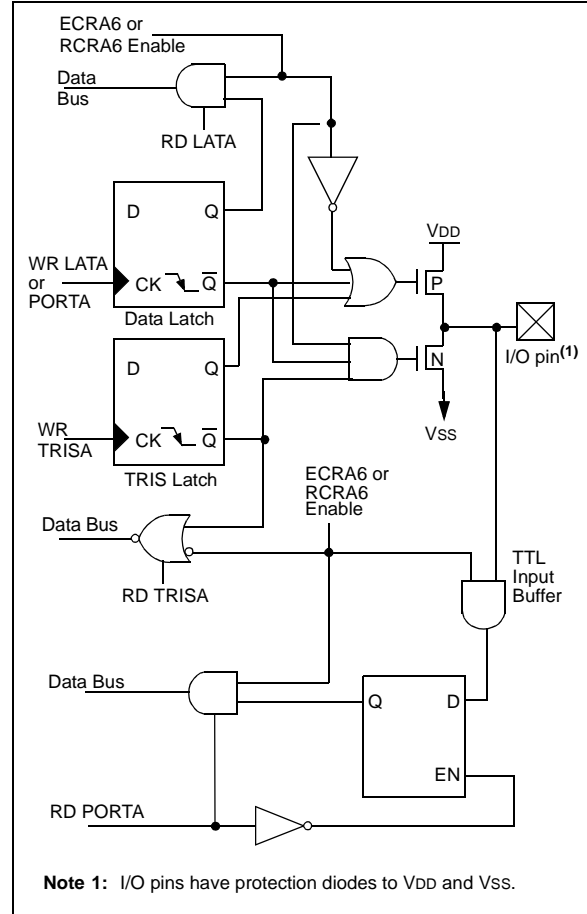 ECRA6 or
RCRA6 Enable
Data
Bus
RD LATA
D Q
WR LATA
or
PORTA
CK Q
Data Latch
VDD
P
I/O pin(1)
D Q
N
WR
TRISA
CK Q
VSS
TRIS Latch
ECRA6 or
RCRA6
Enable
Data Bus
RD TRISA
TTL
Input
Buffer
Data Bus
Q D
EN
RD PORTA
Note 1: I/O pins have protection diodes to VDD and VSS.